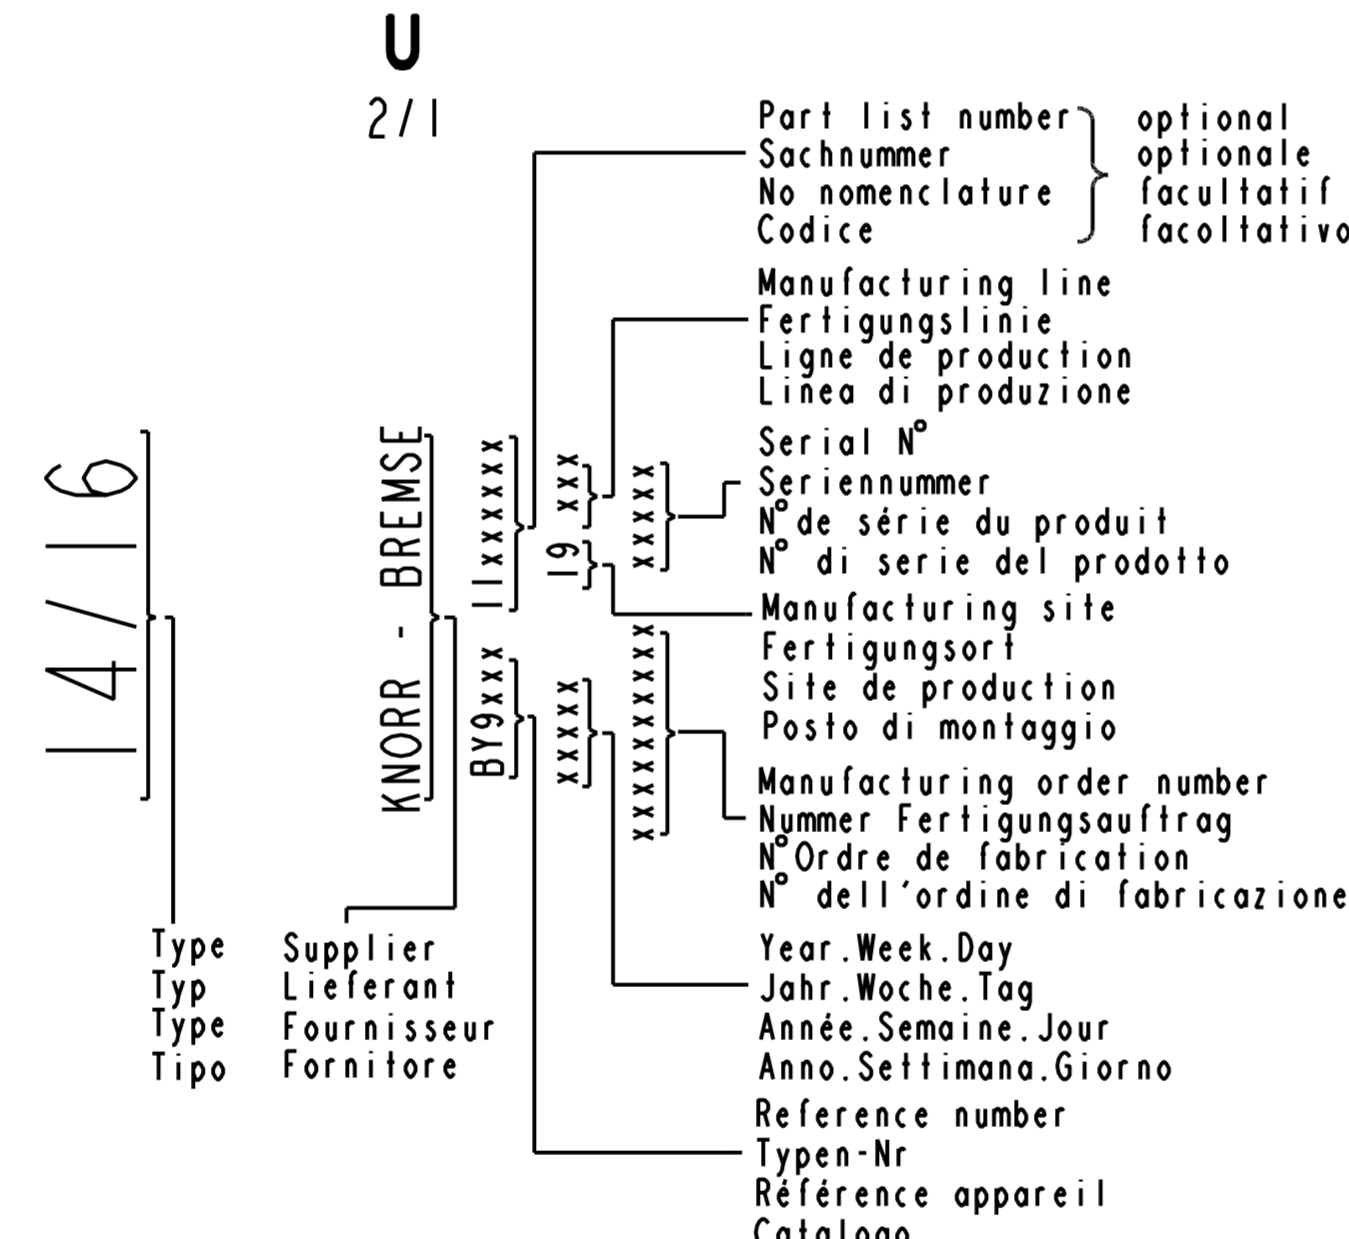 U
2/1
Part list number
Sachnummer
No nomenclature
Codice
optional
optionale
facultatif
facoltativo
Manufacturing line
Fertigungslinie
Ligne de production
Linea di produzione
Serial N°
Seriennummer
N° de série du produit
N° di serie del prodotto
Manufacturing site
Fertigungsort
Site de production
Posto di montaggio
Manufacturing order number
Nummer Fertigungsauftrag
N° Ordre de fabrication
N° dell'ordine di fabricazione
Year.Week.Day
Jahr.Woche.Tag
Année.Semaine.Jour
Anno.Settimana.Giorno
Reference number
Typen-Nr
Référence appareil
Catalogo
14/16
KNORR - BREMSE
BY9xxx
IIxxxxxx
xxxxx
19
xxx
xxxxxxxxxx
xxxxx
Type
Typ
Type
Tipo
Supplier
Lieferant
Fournisseur
Fornitore